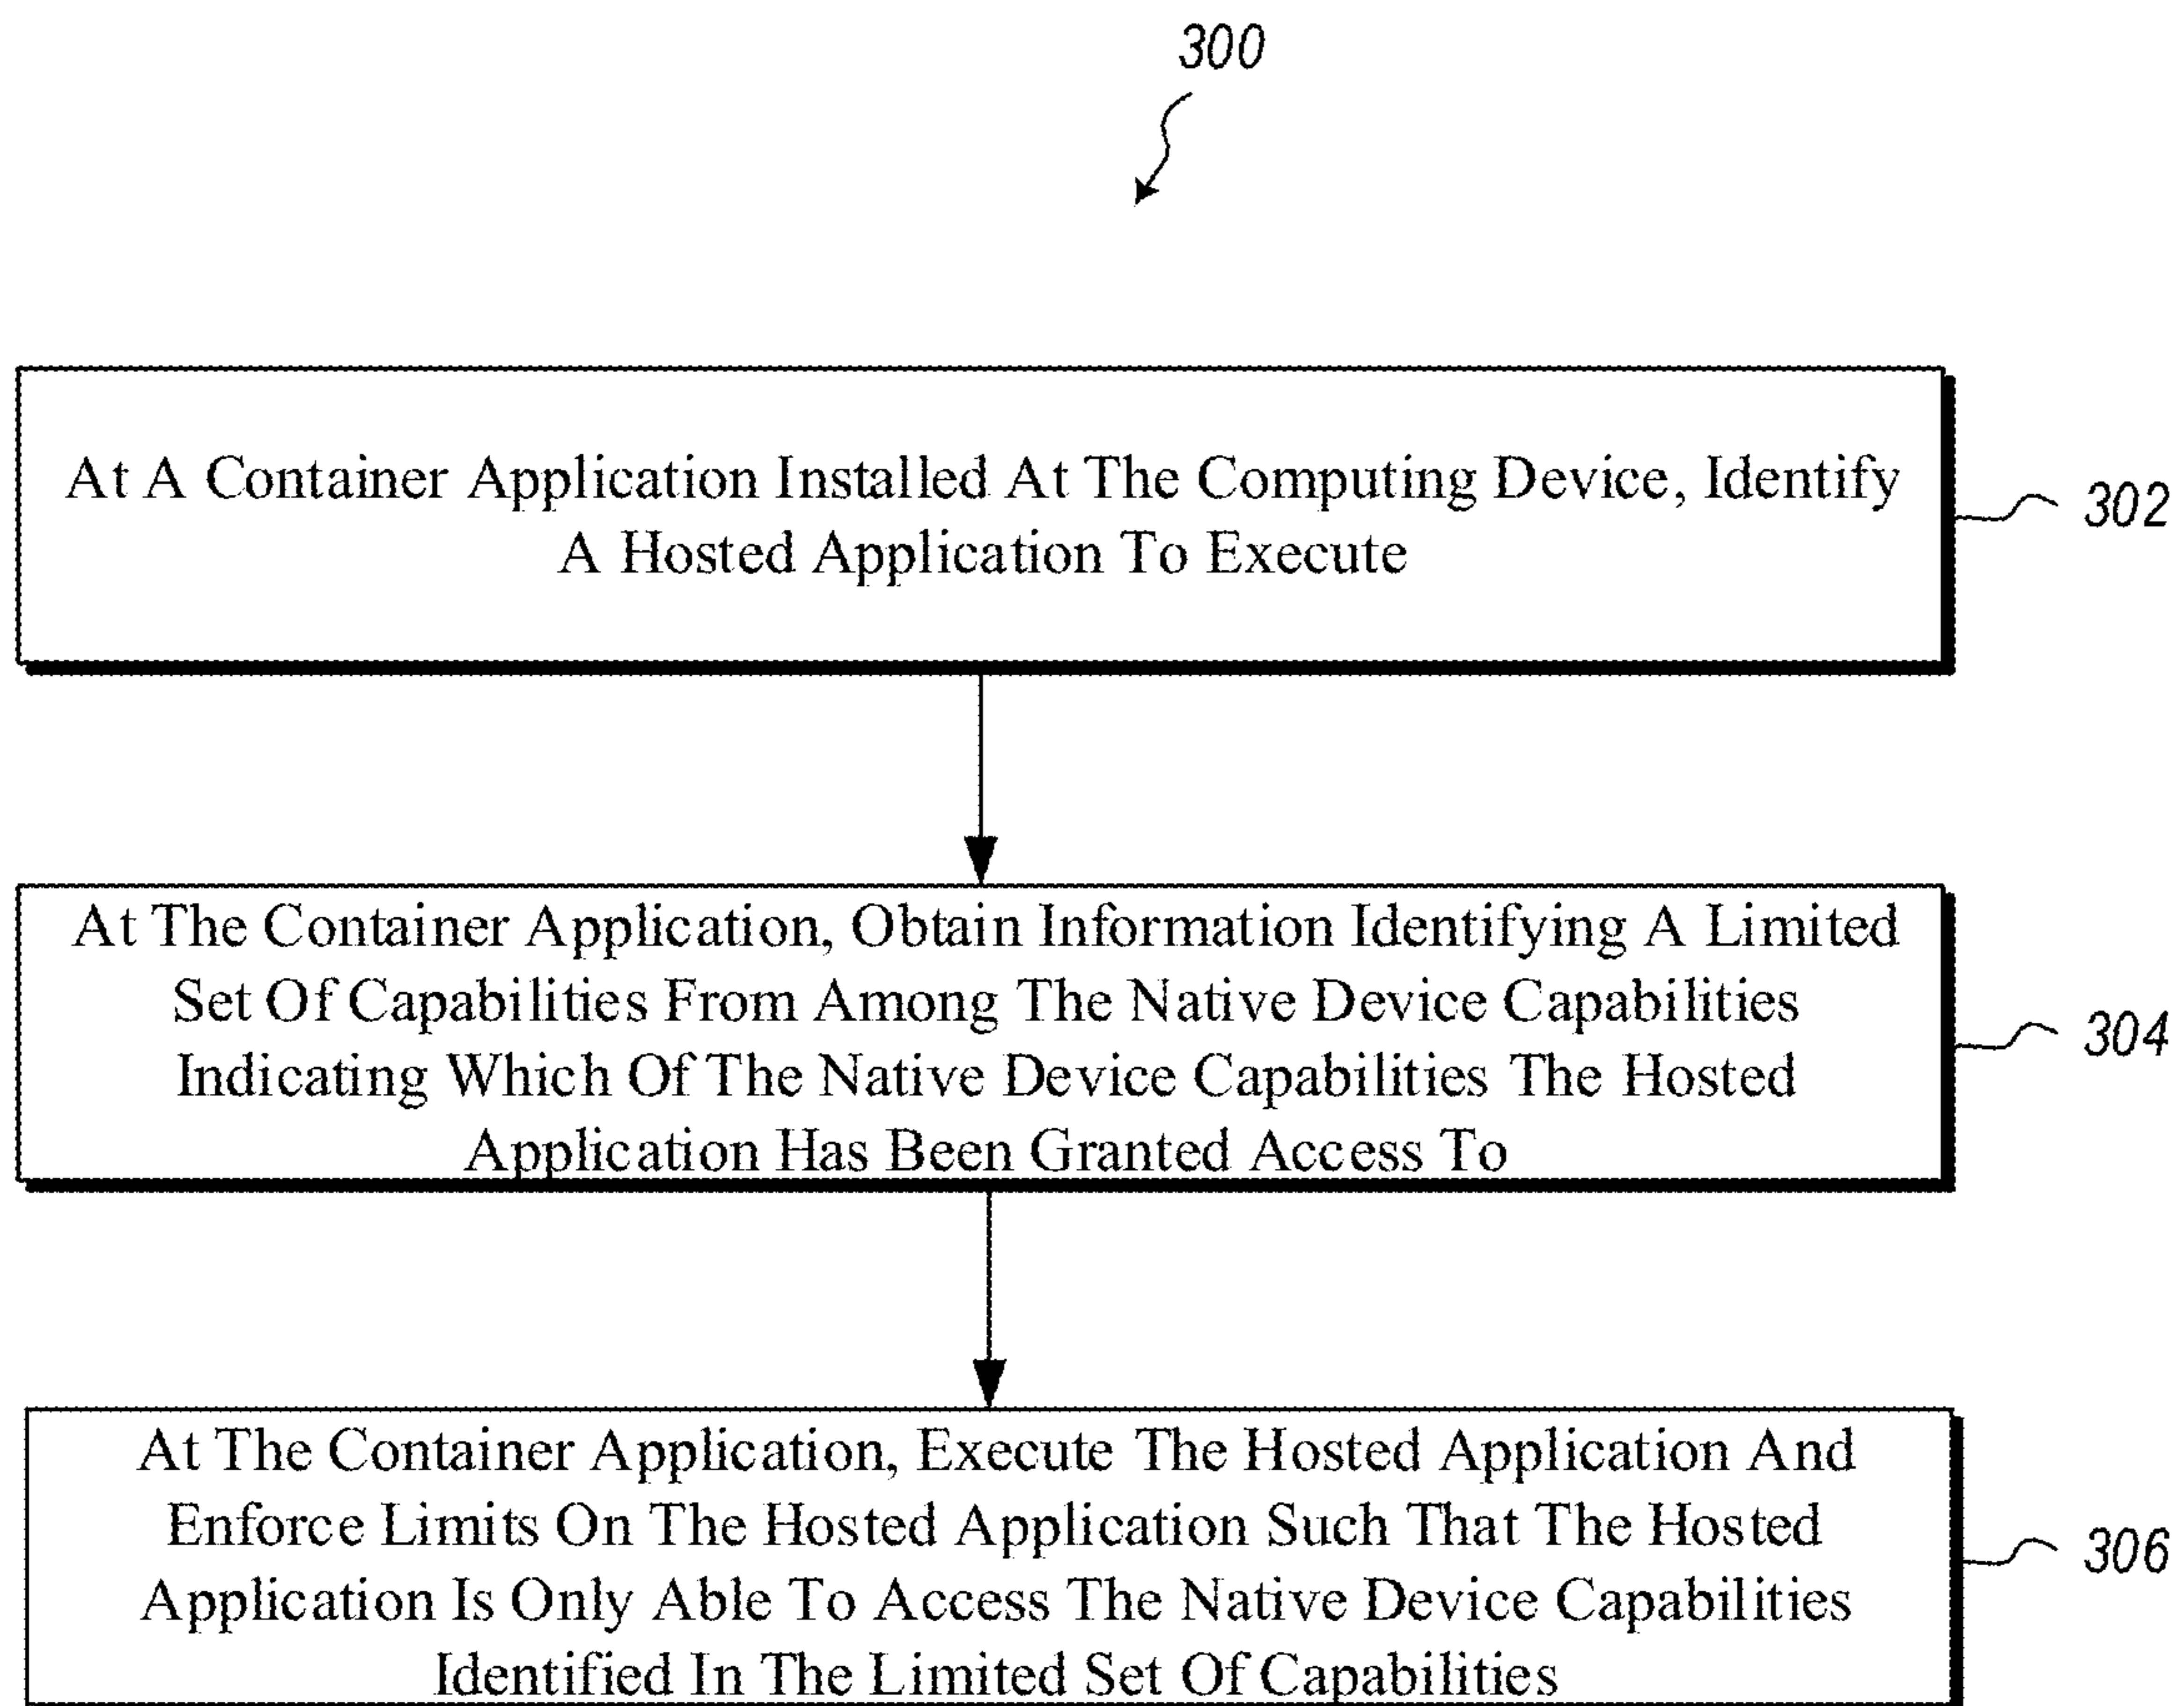 300
At A Container Application Installed At The Computing Device, Identify
A Hosted Application To Execute
302
At The Container Application, Obtain Information Identifying A Limited
Set Of Capabilities From Among The Native Device Capabilities
Indicating Which Of The Native Device Capabilities The Hosted
Application Has Been Granted Access To
304
At The Container Application, Execute The Hosted Application And
Enforce Limits On The Hosted Application Such That The Hosted
Application Is Only Able To Access The Native Device Capabilities
Identified In The Limited Set Of Capabilities
306